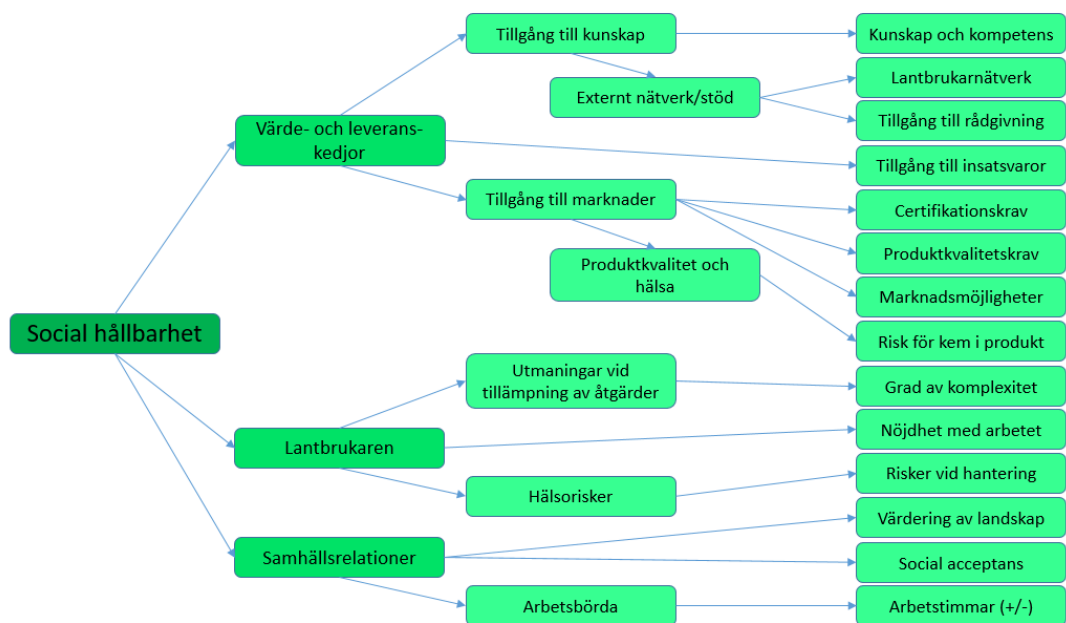 Tillgång till kunskap
Kunskap och kompetens
Externt nätverk/stöd
Lantbrukarnätverk
Tillgång till rådgivning
Värde- och leverans-
kedjor
Tillgång till insatsvaror
Tillgång till marknader
Certifikationskrav
Produktkvalitet och
hälsa
Produktkvalitetskrav
Marknadsmöjligheter
Risk för kem i produkt
Social hållbarhet
Utmaningar vid
tillämpning av åtgärder
Grad av komplexitet
Lantbrukaren
Nöjdhet med arbetet
Hälsorisker
Risker vid hantering
Samhällsrelationer
Värdering av landskap
Social acceptans
Arbetsbörda
Arbetstimmar (+/-)